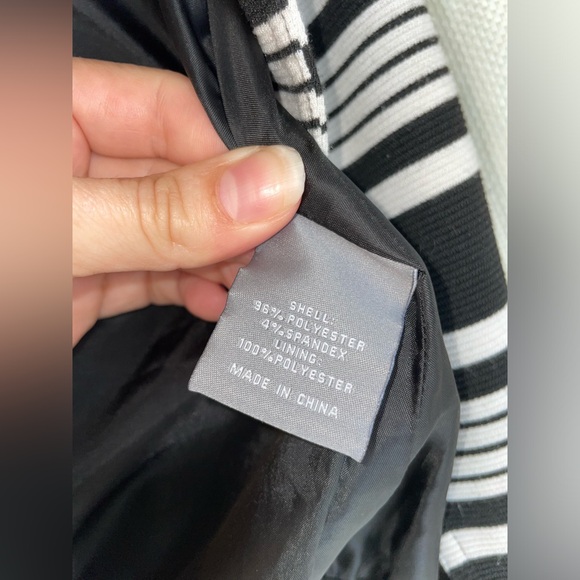 SHELL:
96% POLYESTER
4% SPANDEX
LINING:
100% POLYESTER
MADE IN CHINA